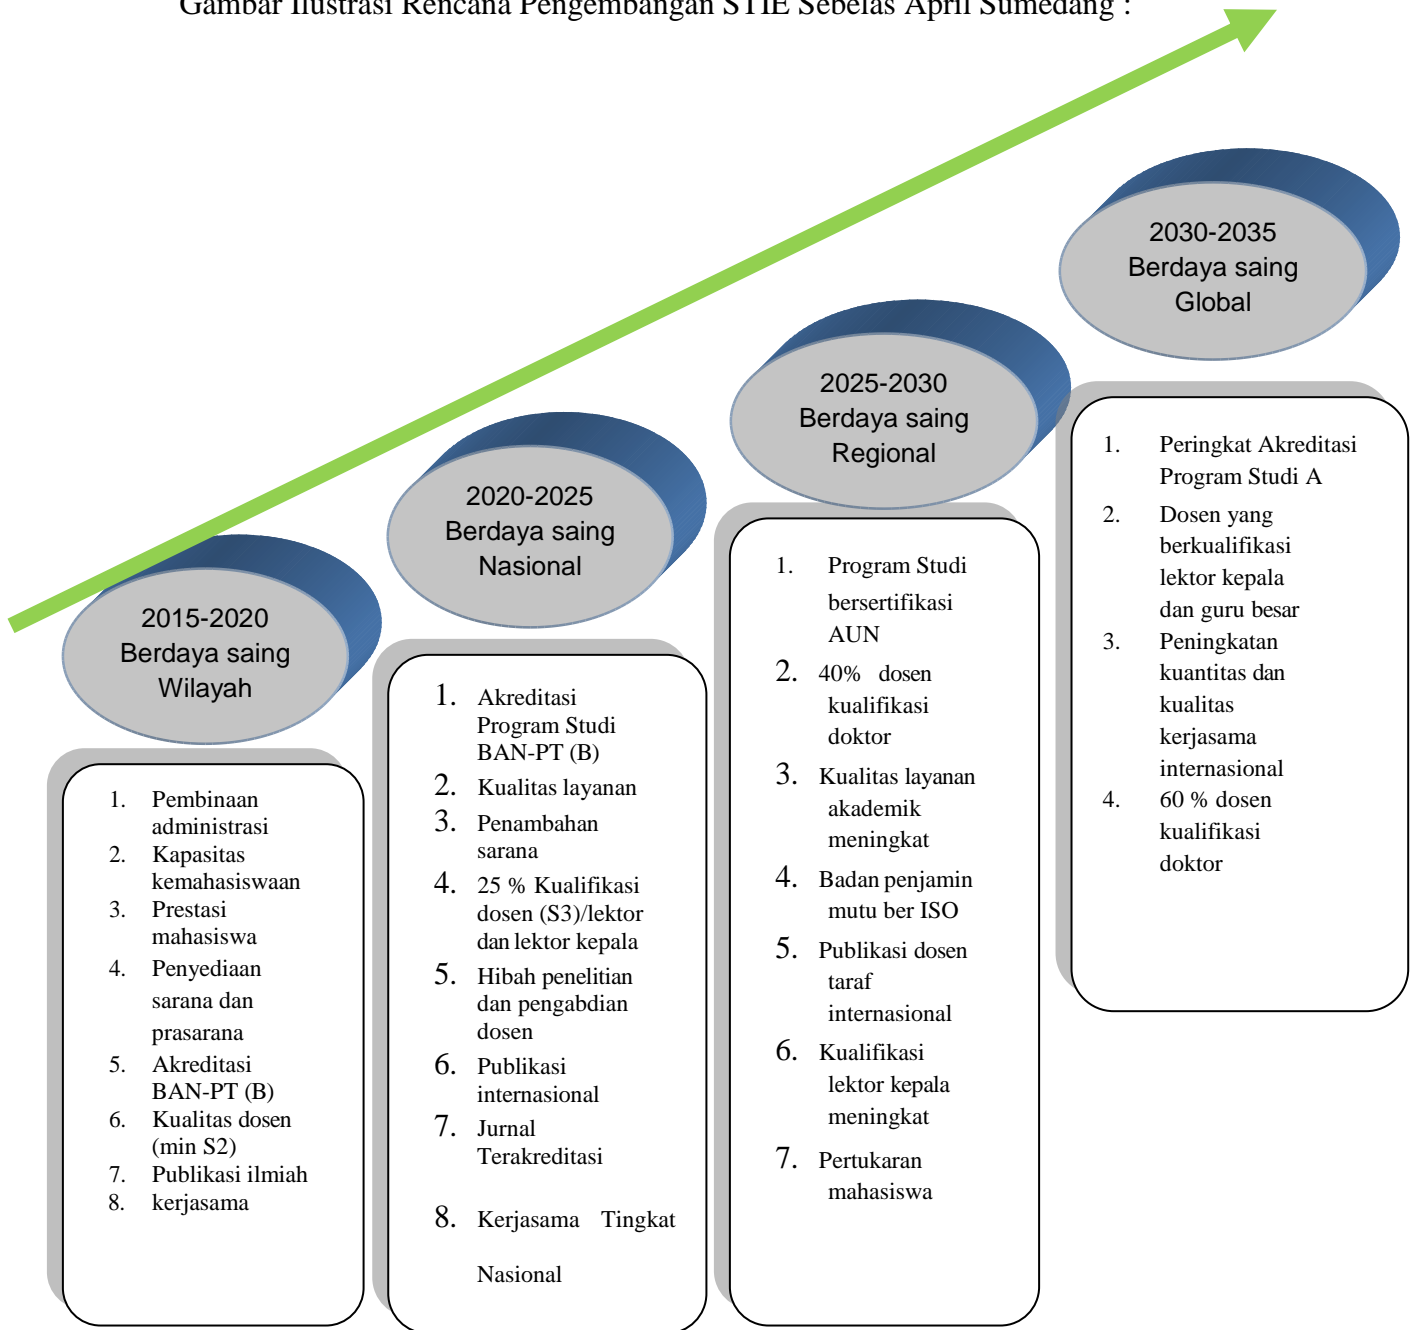 Gambar Ilustrasi Rencana Pengembangan STIE Sebelas April Sumedang :
2015-2020
Berdaya saing
Wilayah
1. Pembinaan
administrasi
2. Kapasitas
kemahasiswaan
3. Prestasi
mahasiswa
4. Penyediaan
sarana dan
prasarana
5. Akreditasi
BAN-PT (B)
6. Kualitas dosen
(min S2)
7. Publikasi ilmiah
8. kerjasama
2020-2025
Berdaya saing
Nasional
1. Akreditasi
Program Studi
BAN-PT (B)
2. Kualitas layanan
3. Penambahan
sarana
4. 25 % Kualifikasi
dosen (S3)/lektor
dan lektor kepala
5. Hibah penelitian
dan pengabdian
dosen
6. Publikasi
internasional
7. Jurnal
Terakreditasi
8. Kerjasama Tingkat
Nasional
2025-2030
Berdaya saing
Regional
1. Program Studi
bersertifikasi
AUN
2. 40% dosen
kualifikasi
doktor
3. Kualitas layanan
akademik
meningkat
4. Badan penjamin
mutu ber ISO
5. Publikasi dosen
taraf
internasional
6. Kualifikasi
lektor kepala
meningkat
7. Pertukaran
mahasiswa
2030-2035
Berdaya saing
Global
1. Peringkat Akreditasi
Program Studi A
2. Dosen yang
berkualifikasi
lektor kepala
dan guru besar
3. Peningkatan
kuantitas dan
kualitas
kerjasama
internasional
4. 60 % dosen
kualifikasi
doktor